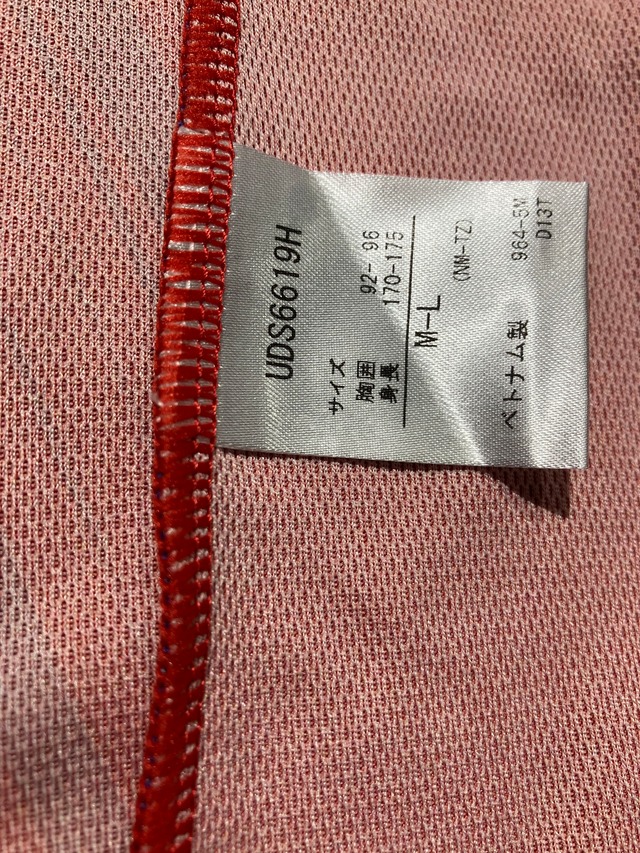 UDS6619H
サイズ
胸囲 92- 96
身長 170-175
M-L
(NM-TZ)
964-5M
ベトナム製 D13T